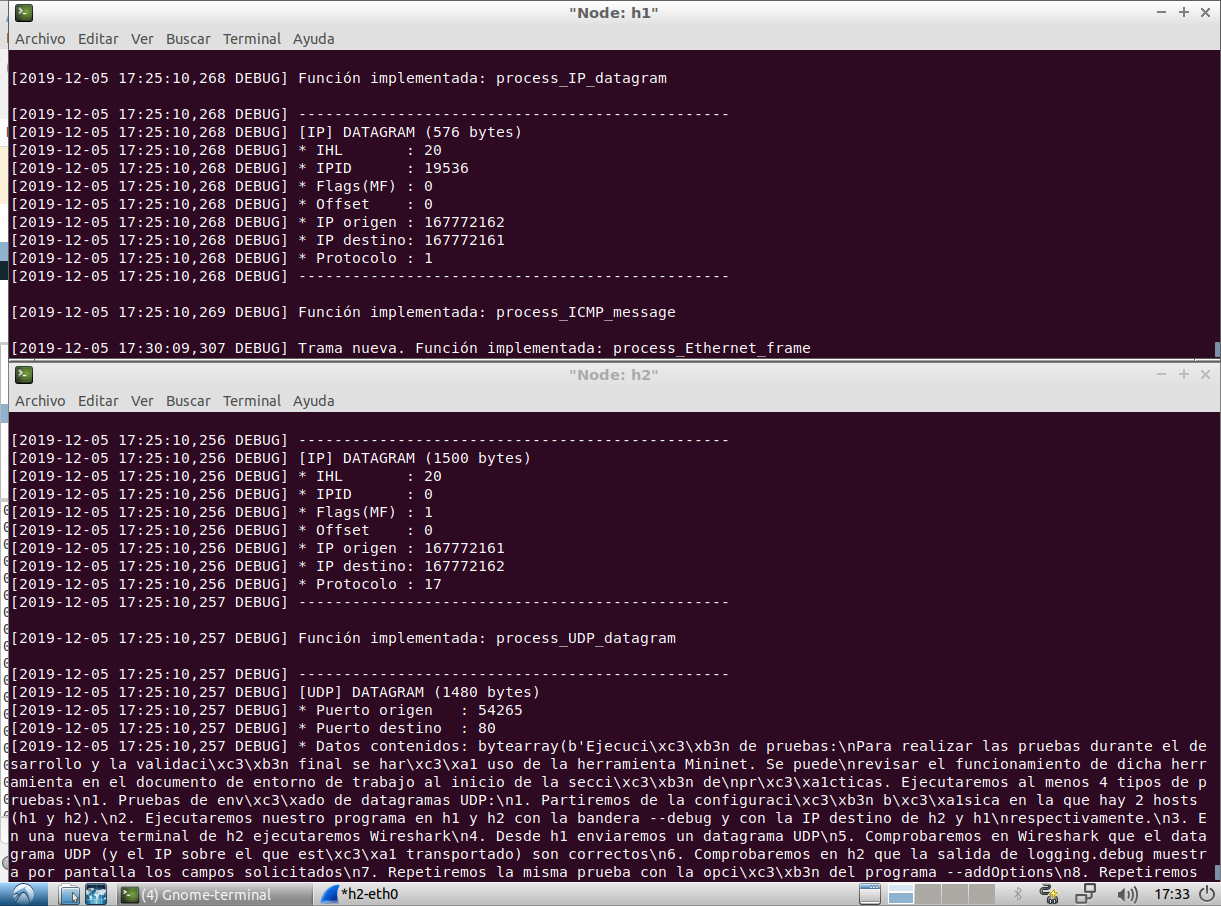 "Node: h1"
Archivo Editar Ver Buscar Terminal Ayuda
[2019-12-05 17:25:10,268 DEBUG] Función implementada: process_IP_datagram
[2019-12-05 17:25:10,268 DEBUG] ------------------------------------------------
[2019-12-05 17:25:10,268 DEBUG] [IP] DATAGRAM (576 bytes)
[2019-12-05 17:25:10,268 DEBUG] * IHL       : 20
[2019-12-05 17:25:10,268 DEBUG] * IPID      : 19536
[2019-12-05 17:25:10,268 DEBUG] * Flags(MF) : 0
[2019-12-05 17:25:10,268 DEBUG] * Offset    : 0
[2019-12-05 17:25:10,268 DEBUG] * IP origen : 167772162
[2019-12-05 17:25:10,268 DEBUG] * IP destino: 167772161
[2019-12-05 17:25:10,268 DEBUG] * Protocolo : 1
[2019-12-05 17:25:10,268 DEBUG] ------------------------------------------------
[2019-12-05 17:25:10,269 DEBUG] Función implementada: process_ICMP_message
[2019-12-05 17:30:09,307 DEBUG] Trama nueva. Función implementada: process_Ethernet_frame
"Node: h2"
Archivo Editar Ver Buscar Terminal Ayuda
[2019-12-05 17:25:10,256 DEBUG] ------------------------------------------------
[2019-12-05 17:25:10,256 DEBUG] [IP] DATAGRAM (1500 bytes)
[2019-12-05 17:25:10,256 DEBUG] * IHL       : 20
[2019-12-05 17:25:10,256 DEBUG] * IPID      : 0
[2019-12-05 17:25:10,256 DEBUG] * Flags(MF) : 1
[2019-12-05 17:25:10,256 DEBUG] * Offset    : 0
[2019-12-05 17:25:10,256 DEBUG] * IP origen : 167772161
[2019-12-05 17:25:10,256 DEBUG] * IP destino: 167772162
[2019-12-05 17:25:10,256 DEBUG] * Protocolo : 17
[2019-12-05 17:25:10,257 DEBUG] ------------------------------------------------
[2019-12-05 17:25:10,257 DEBUG] Función implementada: process_UDP_datagram
[2019-12-05 17:25:10,257 DEBUG] ------------------------------------------------
[2019-12-05 17:25:10,257 DEBUG] [UDP] DATAGRAM (1480 bytes)
[2019-12-05 17:25:10,257 DEBUG] * Puerto origen   : 54265
[2019-12-05 17:25:10,257 DEBUG] * Puerto destino  : 80
[2019-12-05 17:25:10,257 DEBUG] * Datos contenidos: bytearray(b'Ejecuci\xc3\xb3n de pruebas:\nPara realizar las pruebas durante el de
sarrollo y la validaci\xc3\xb3n final se har\xc3\xa1 uso de la herramienta Mininet. Se puede\nrevisar el funcionamiento de dicha herr
amienta en el documento de entorno de trabajo al inicio de la secci\xc3\xb3n de\npr\xc3\xa1cticas. Ejecutaremos al menos 4 tipos de p
ruebas:\n1. Pruebas de env\xc3\xado de datagramas UDP:\n1. Partiremos de la configuraci\xc3\xb3n b\xc3\xa1sica en la que hay 2 hosts
(h1 y h2).\n2. Ejecutaremos nuestro programa en h1 y h2 con la bandera --debug y con la IP destino de h2 y h1\nrespectivamente.\n3. E
n una nueva terminal de h2 ejecutaremos Wireshark\n4. Desde h1 enviaremos un datagrama UDP\n5. Comprobaremos en Wireshark que el data
grama UDP (y el IP sobre el que est\xc3\xa1 transportado) son correctos\n6. Comprobaremos en h2 que la salida de logging.debug muestr
a por pantalla los campos solicitados\n7. Repetiremos la misma prueba con la opci\xc3\xb3n del programa --addOptions\n8. Repetiremos
(4) Gnome-terminal
*h2-eth0
17:33